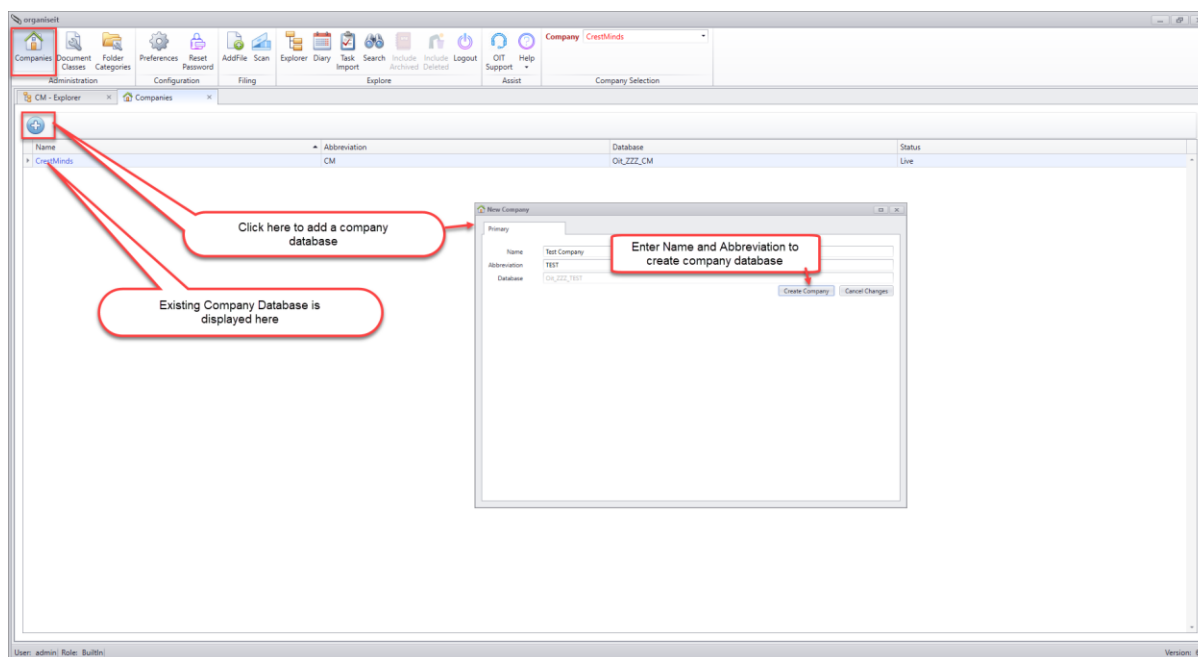 organiseit
Companies Document Classes Folder Categories Preferences Reset Password AddFile Scan Explorer Diary Task Import Search Include Archived Include Deleted Logout OIT Support Help Company CrestMinds
Administration Configuration Filing Explore Assist Company Selection
CM - Explorer Companies
Name Abbreviation Database Status
CrestMinds CM Oit_ZZZ_CM Live
Click here to add a company
database
Existing Company Database is
displayed here
New Company
Primary
Name Test Company
Abbreviation TEST
Database Oit_ZZZ_TEST
Enter Name and Abbreviation to
create company database
Create Company Cancel Changes
User: admin Role: BuiltIn Version: